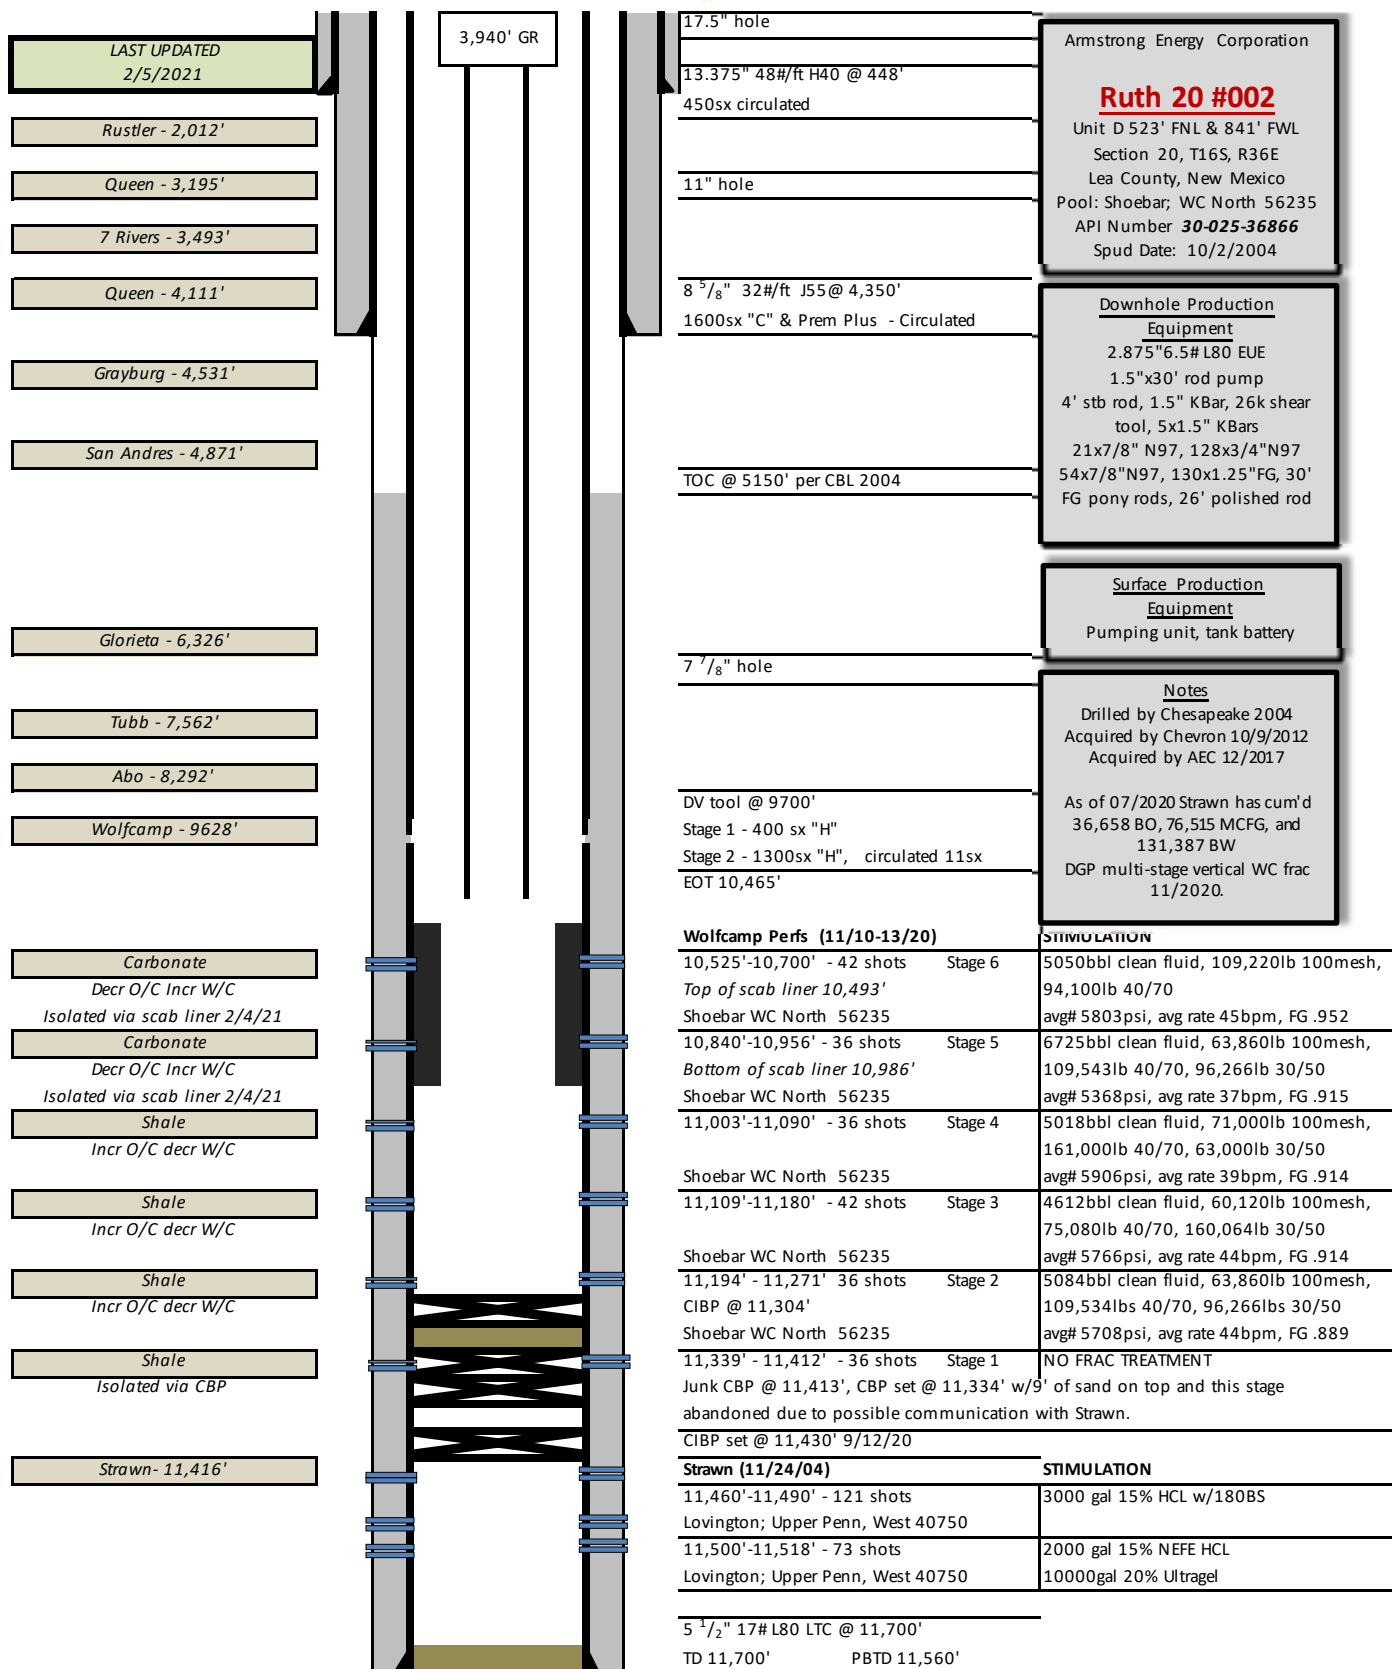 LAST UPDATED
2/5/2021
Rustler - 2,012'
Queen - 3,195'
7 Rivers - 3,493'
Queen - 4,111'
Grayburg - 4,531'
San Andres - 4,871'
Glorieta - 6,326'
Tubb - 7,562'
Abo - 8,292'
Wolfcamp - 9628'
Carbonate
Decr O/C Incr W/C
Isolated via scab liner 2/4/21
Carbonate
Decr O/C Incr W/C
Isolated via scab liner 2/4/21
Shale
Incr O/C decr W/C
Shale
Incr O/C decr W/C
Shale
Incr O/C decr W/C
Shale
Isolated via CBP
Strawn- 11,416'
3,940' GR
17.5" hole
13.375" 48#/ft H40 @ 448'
450sx circulated
11" hole
8 5/8" 32#/ft J55@ 4,350'
1600sx "C" & Prem Plus - Circulated
TOC @ 5150' per CBL 2004
7 7/8" hole
DV tool @ 9700'
Stage 1 - 400 sx "H"
Stage 2 - 1300sx "H", circulated 11sx
EOT 10,465'
Armstrong Energy Corporation
Ruth 20 #002
Unit D 523' FNL & 841' FWL
Section 20, T16S, R36E
Lea County, New Mexico
Pool: Shoebar; WC North 56235
API Number 30-025-36866
Spud Date: 10/2/2004
Downhole Production
Equipment
2.875"6.5# L80 EUE
1.5"x30' rod pump
4' stb rod, 1.5" KBar, 26k shear
tool, 5x1.5" KBars
21x7/8" N97, 128x3/4"N97
54x7/8"N97, 130x1.25"FG, 30'
FG pony rods, 26' polished rod
Surface Production
Equipment
Pumping unit, tank battery
Notes
Drilled by Chesapeake 2004
Acquired by Chevron 10/9/2012
Acquired by AEC 12/2017
As of 07/2020 Strawn has cum'd
36,658 BO, 76,515 MCFG, and
131,387 BW
DGP multi-stage vertical WC frac
11/2020.
Wolfcamp Perfs (11/10-13/20) STIMULATION
10,525'-10,700' - 42 shots Stage 6 5050bbl clean fluid, 109,220lb 100mesh,
Top of scab liner 10,493' 94,100lb 40/70
Shoebar WC North 56235 avg# 5803psi, avg rate 45bpm, FG .952
10,840'-10,956' - 36 shots Stage 5 6725bbl clean fluid, 63,860lb 100mesh,
Bottom of scab liner 10,986' 109,543lb 40/70, 96,266lb 30/50
Shoebar WC North 56235 avg# 5368psi, avg rate 37bpm, FG .915
11,003'-11,090' - 36 shots Stage 4 5018bbl clean fluid, 71,000lb 100mesh,
161,000lb 40/70, 63,000lb 30/50
Shoebar WC North 56235 avg# 5906psi, avg rate 39bpm, FG .914
11,109'-11,180' - 42 shots Stage 3 4612bbl clean fluid, 60,120lb 100mesh,
75,080lb 40/70, 160,064lb 30/50
Shoebar WC North 56235 avg# 5766psi, avg rate 44bpm, FG .914
11,194' - 11,271' 36 shots Stage 2 5084bbl clean fluid, 63,860lb 100mesh,
CIBP @ 11,304' 109,534lbs 40/70, 96,266lbs 30/50
Shoebar WC North 56235 avg# 5708psi, avg rate 44bpm, FG .889
11,339' - 11,412' - 36 shots Stage 1 NO FRAC TREATMENT
Junk CBP @ 11,413', CBP set @ 11,334' w/9' of sand on top and this stage
abandoned due to possible communication with Strawn.
CIBP set @ 11,430' 9/12/20
Strawn (11/24/04) STIMULATION
11,460'-11,490' - 121 shots 3000 gal 15% HCL w/180BS
Lovington; Upper Penn, West 40750
11,500'-11,518' - 73 shots 2000 gal 15% NEFE HCL
Lovington; Upper Penn, West 40750 10000gal 20% Ultragel
5 1/2" 17# L80 LTC @ 11,700'
TD 11,700' PBTD 11,560'